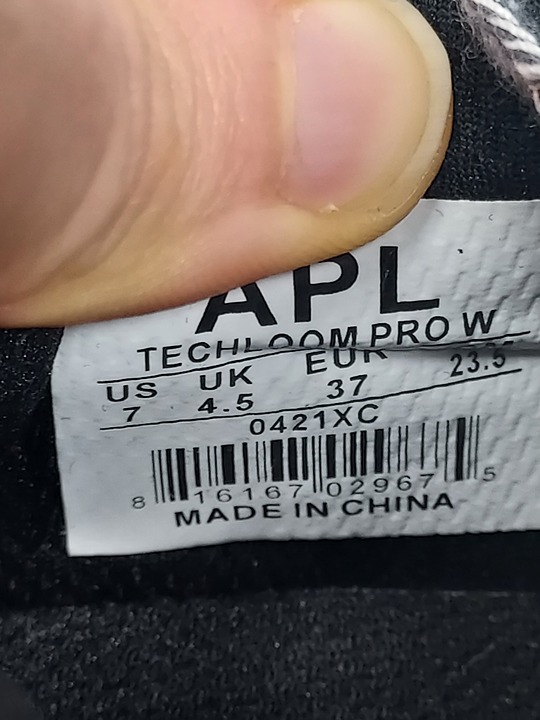 APL
TECHLOOM PRO W
US UK EUR
7 4.5 37 23.5
0421XC
8 16167 02967 5
MADE IN CHINA